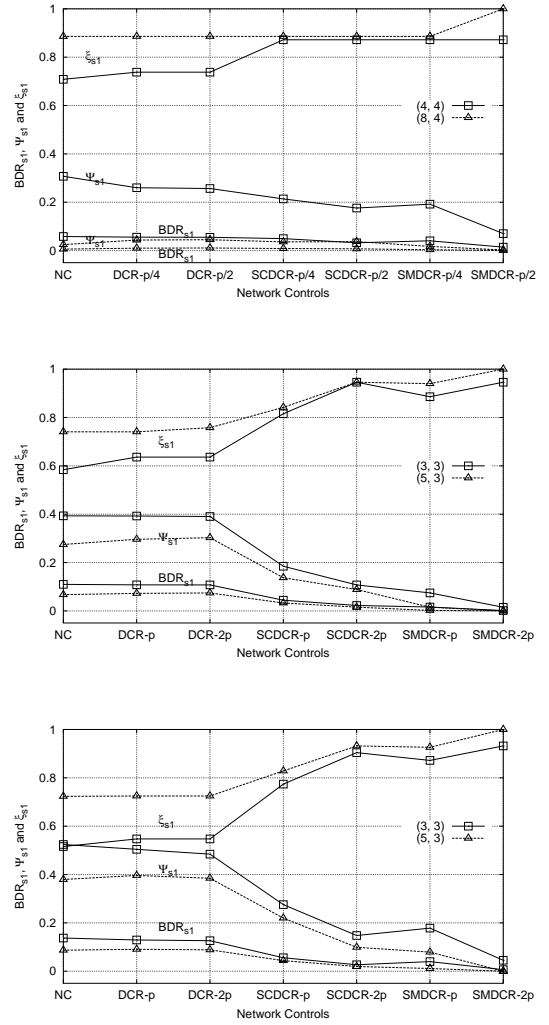 1
0.8
0.6
0.4
0.2
0
BDR_s1, Ψ_s1 and ξ_s1
ξ_s1
Ψ_s1
BDR_s1
Ψ_s1
BDR_s1
(4, 4)
(8, 4)
NC DCR-p/4 DCR-p/2 SCDCR-p/4 SCDCR-p/2 SMDCR-p/4 SMDCR-p/2
Network Controls
1
0.8
0.6
0.4
0.2
0
BDR_s1, Ψ_s1 and ξ_s1
ξ_s1
Ψ_s1
BDR_s1
(3, 3)
(5, 3)
NC DCR-p DCR-2p SCDCR-p SCDCR-2p SMDCR-p SMDCR-2p
Network Controls
1
0.8
0.6
0.4
0.2
0
BDR_s1, Ψ_s1 and ξ_s1
ξ_s1
Ψ_s1
BDR_s1
(3, 3)
(5, 3)
NC DCR-p DCR-2p SCDCR-p SCDCR-2p SMDCR-p SMDCR-2p
Network Controls